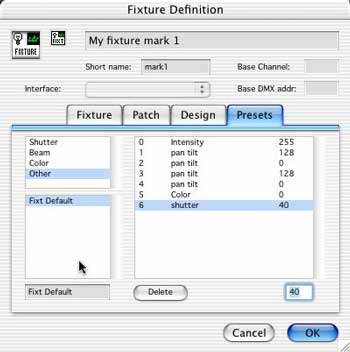 Fixture Definition
FIXTURE
My fixture mark 1
Short name: mark1 Base Channel:
Interface: Base DMX addr:
Fixture Patch Design Presets
Shutter
Beam
Color
Other
Fixt Default
0 Intensity 255
1 pan tilt 128
2 pan tilt 0
3 pan tilt 128
4 pan tilt 0
5 Color 0
6 shutter 40
Fixt Default Delete 40
Cancel OK